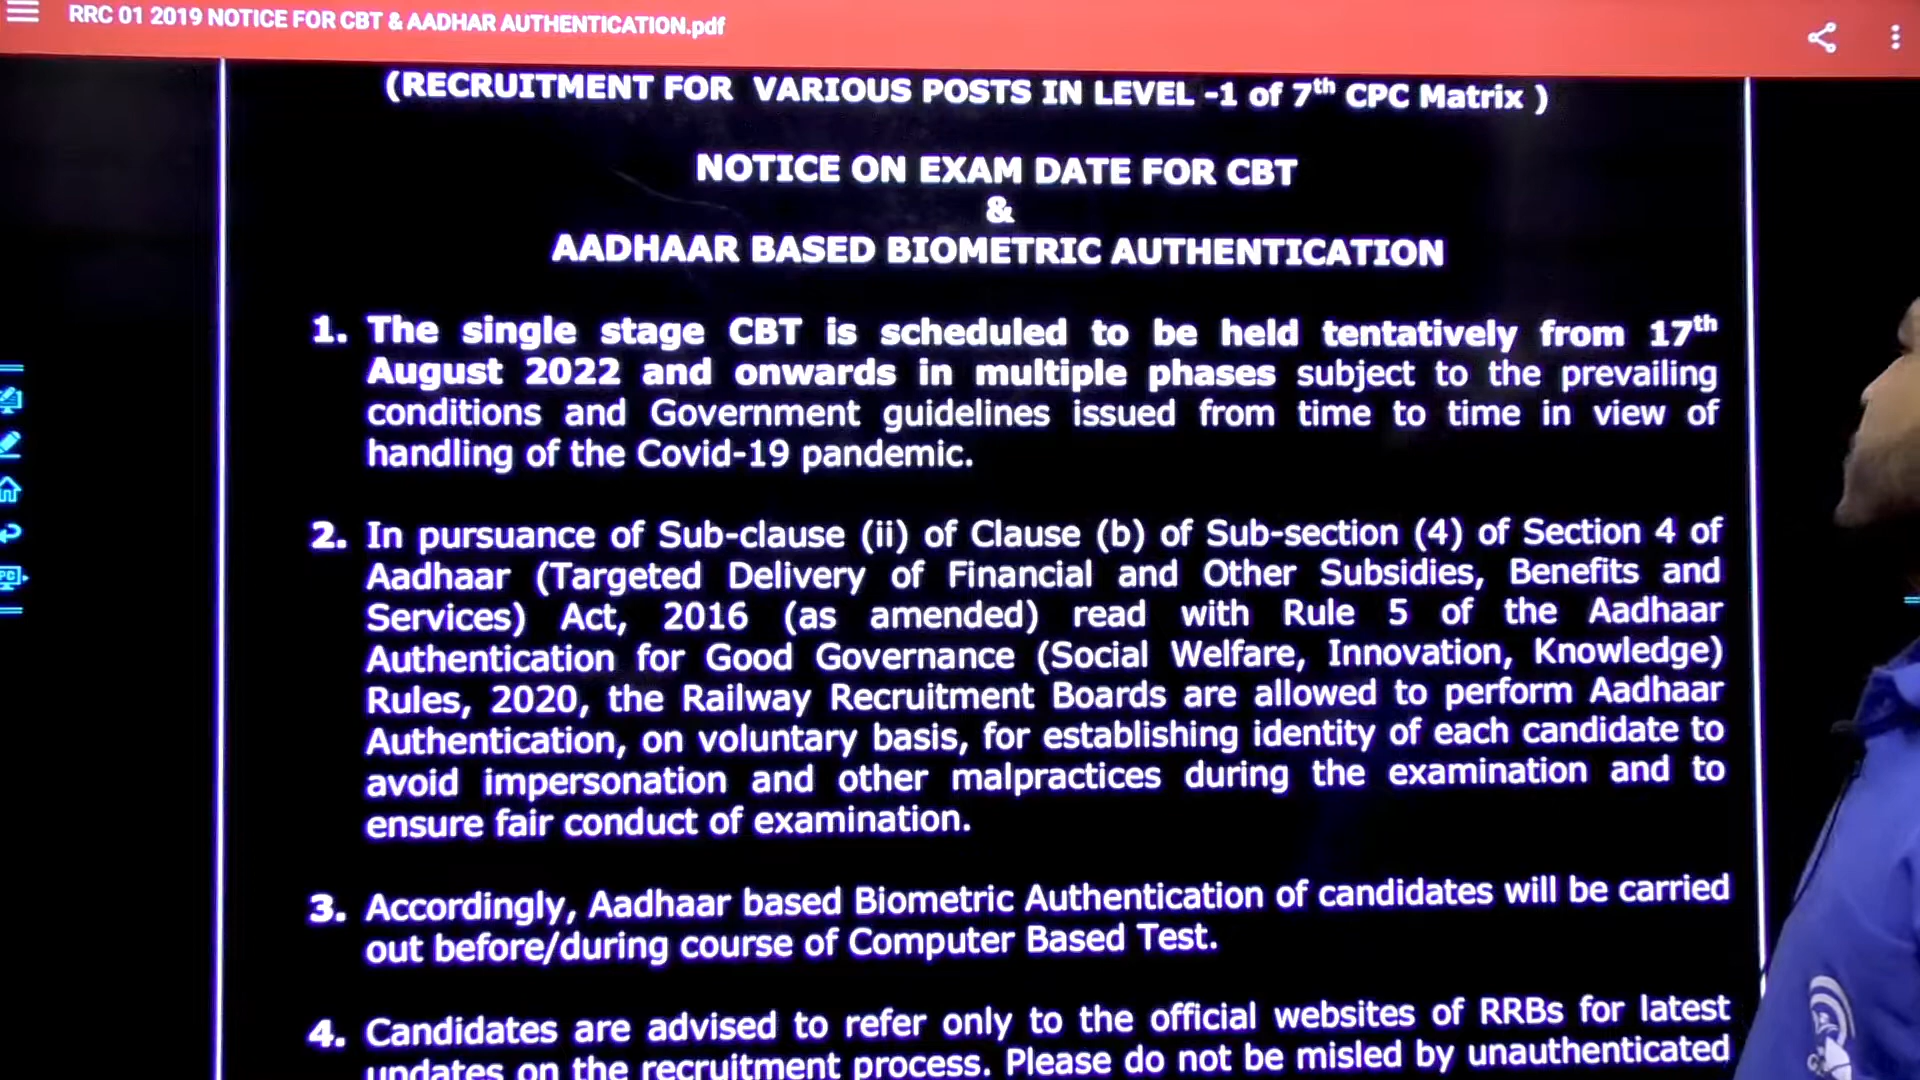 RRC 01 2019 NOTICE FOR CBT & AADHAR AUTHENTICATION.pdf
(RECRUITMENT FOR VARIOUS POSTS IN LEVEL -1 of 7th CPC Matrix )
NOTICE ON EXAM DATE FOR CBT
&
AADHAAR BASED BIOMETRIC AUTHENTICATION
1. The single stage CBT is scheduled to be held tentatively from 17th
August 2022 and onwards in multiple phases subject to the prevailing
conditions and Government guidelines issued from time to time in view of
handling of the Covid-19 pandemic.
2. In pursuance of Sub-clause (ii) of Clause (b) of Sub-section (4) of Section 4 of
Aadhaar (Targeted Delivery of Financial and Other Subsidies, Benefits and
Services) Act, 2016 (as amended) read with Rule 5 of the Aadhaar
Authentication for Good Governance (Social Welfare, Innovation, Knowledge)
Rules, 2020, the Railway Recruitment Boards are allowed to perform Aadhaar
Authentication, on voluntary basis, for establishing identity of each candidate to
avoid impersonation and other malpractices during the examination and to
ensure fair conduct of examination.
3. Accordingly, Aadhaar based Biometric Authentication of candidates will be carried
out before/during course of Computer Based Test.
4. Candidates are advised to refer only to the official websites of RRBs for latest
updates on the recruitment process. Please do not be misled by unauthenticated